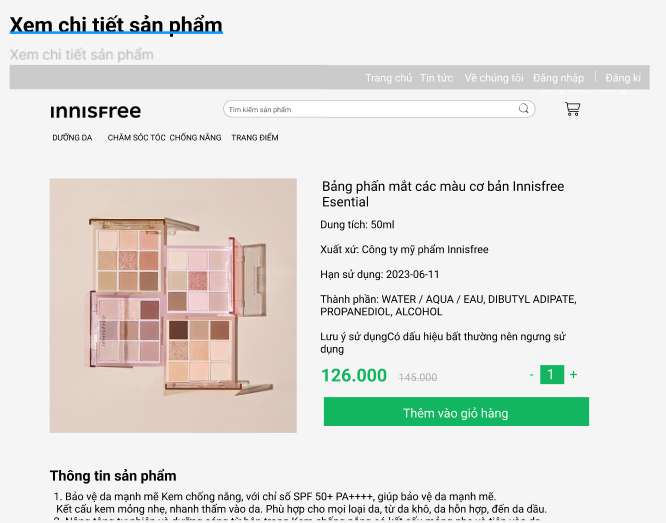 Xem chi tiết sản phẩm
Xem chi tiết sản phẩm
Trang chủ Tin tức Về chúng tôi Đăng nhập Đăng kí
INNISFree
Tìm kiếm sản phẩm
DƯỠNG DA CHĂM SÓC TÓC CHỐNG NẮNG TRANG ĐIỂM
Bảng phấn mắt các màu cơ bản Innisfree
Esential
Dung tích: 50ml
Xuất xứ: Công ty mỹ phẩm Innisfree
Hạn sử dụng: 2023-06-11
Thành phần: WATER / AQUA / EAU, DIBUTYL ADIPATE,
PROPANEDIOL, ALCOHOL
Lưu ý sử dụngCó dấu hiệu bất thường nên ngưng sử
dụng
126.000 145.000 - 1 +
Thêm vào giỏ hàng
Thông tin sản phẩm
1. Bảo vệ da mạnh mẽ Kem chống nắng, với chỉ số SPF 50+ PA++++, giúp bảo vệ da mạnh mẽ.
Kết cấu kem mỏng nhẹ, nhanh thấm vào da. Phù hợp cho mọi loại da, từ da khô, da hỗn hợp, đến da dầu.